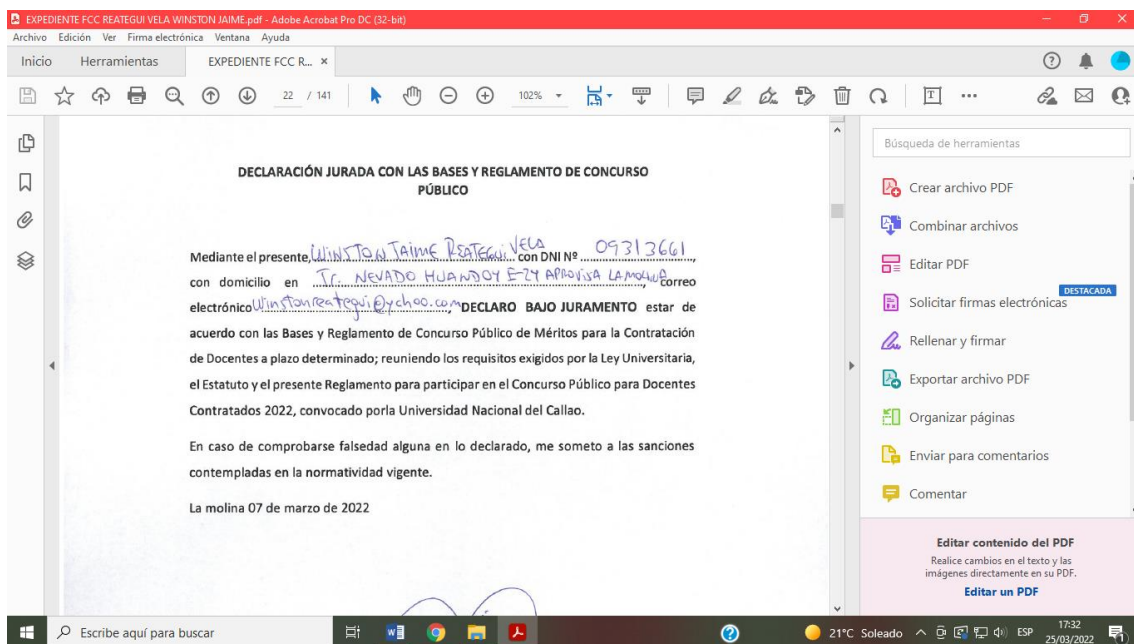 EXPEDIENTE FCC REATEGUI VELA WINSTON JAIME.pdf - Adobe Acrobat Pro DC (32-bit)
Archivo Edición Ver Firma electrónica Ventana Ayuda
Inicio Herramientas EXPEDIENTE FCC R... ×
22 / 141 102%
Búsqueda de herramientas
DECLARACIÓN JURADA CON LAS BASES Y REGLAMENTO DE CONCURSO
PÚBLICO
Mediante el presente, WINSTON JAIME REATEGUI VELA con DNI Nº 09313661,
con domicilio en Jr. NEVADO HUANDOY E-24 APROVISA LA MOLINA, correo
electrónico Winstonreategui@yahoo.com, DECLARO BAJO JURAMENTO estar de
acuerdo con las Bases y Reglamento de Concurso Público de Méritos para la Contratación
de Docentes a plazo determinado; reuniendo los requisitos exigidos por la Ley Universitaria,
el Estatuto y el presente Reglamento para participar en el Concurso Público para Docentes
Contratados 2022, convocado porla Universidad Nacional del Callao.
En caso de comprobarse falsedad alguna en lo declarado, me someto a las sanciones
contempladas en la normatividad vigente.
La molina 07 de marzo de 2022
Crear archivo PDF
Combinar archivos
Editar PDF
DESTACADA
Solicitar firmas electrónicas
Rellenar y firmar
Exportar archivo PDF
Organizar páginas
Enviar para comentarios
Comentar
Editar contenido del PDF
Realice cambios en el texto y las
imágenes directamente en su PDF.
Editar un PDF
Escribe aquí para buscar
21°C Soleado ESP 17:32
25/03/2022